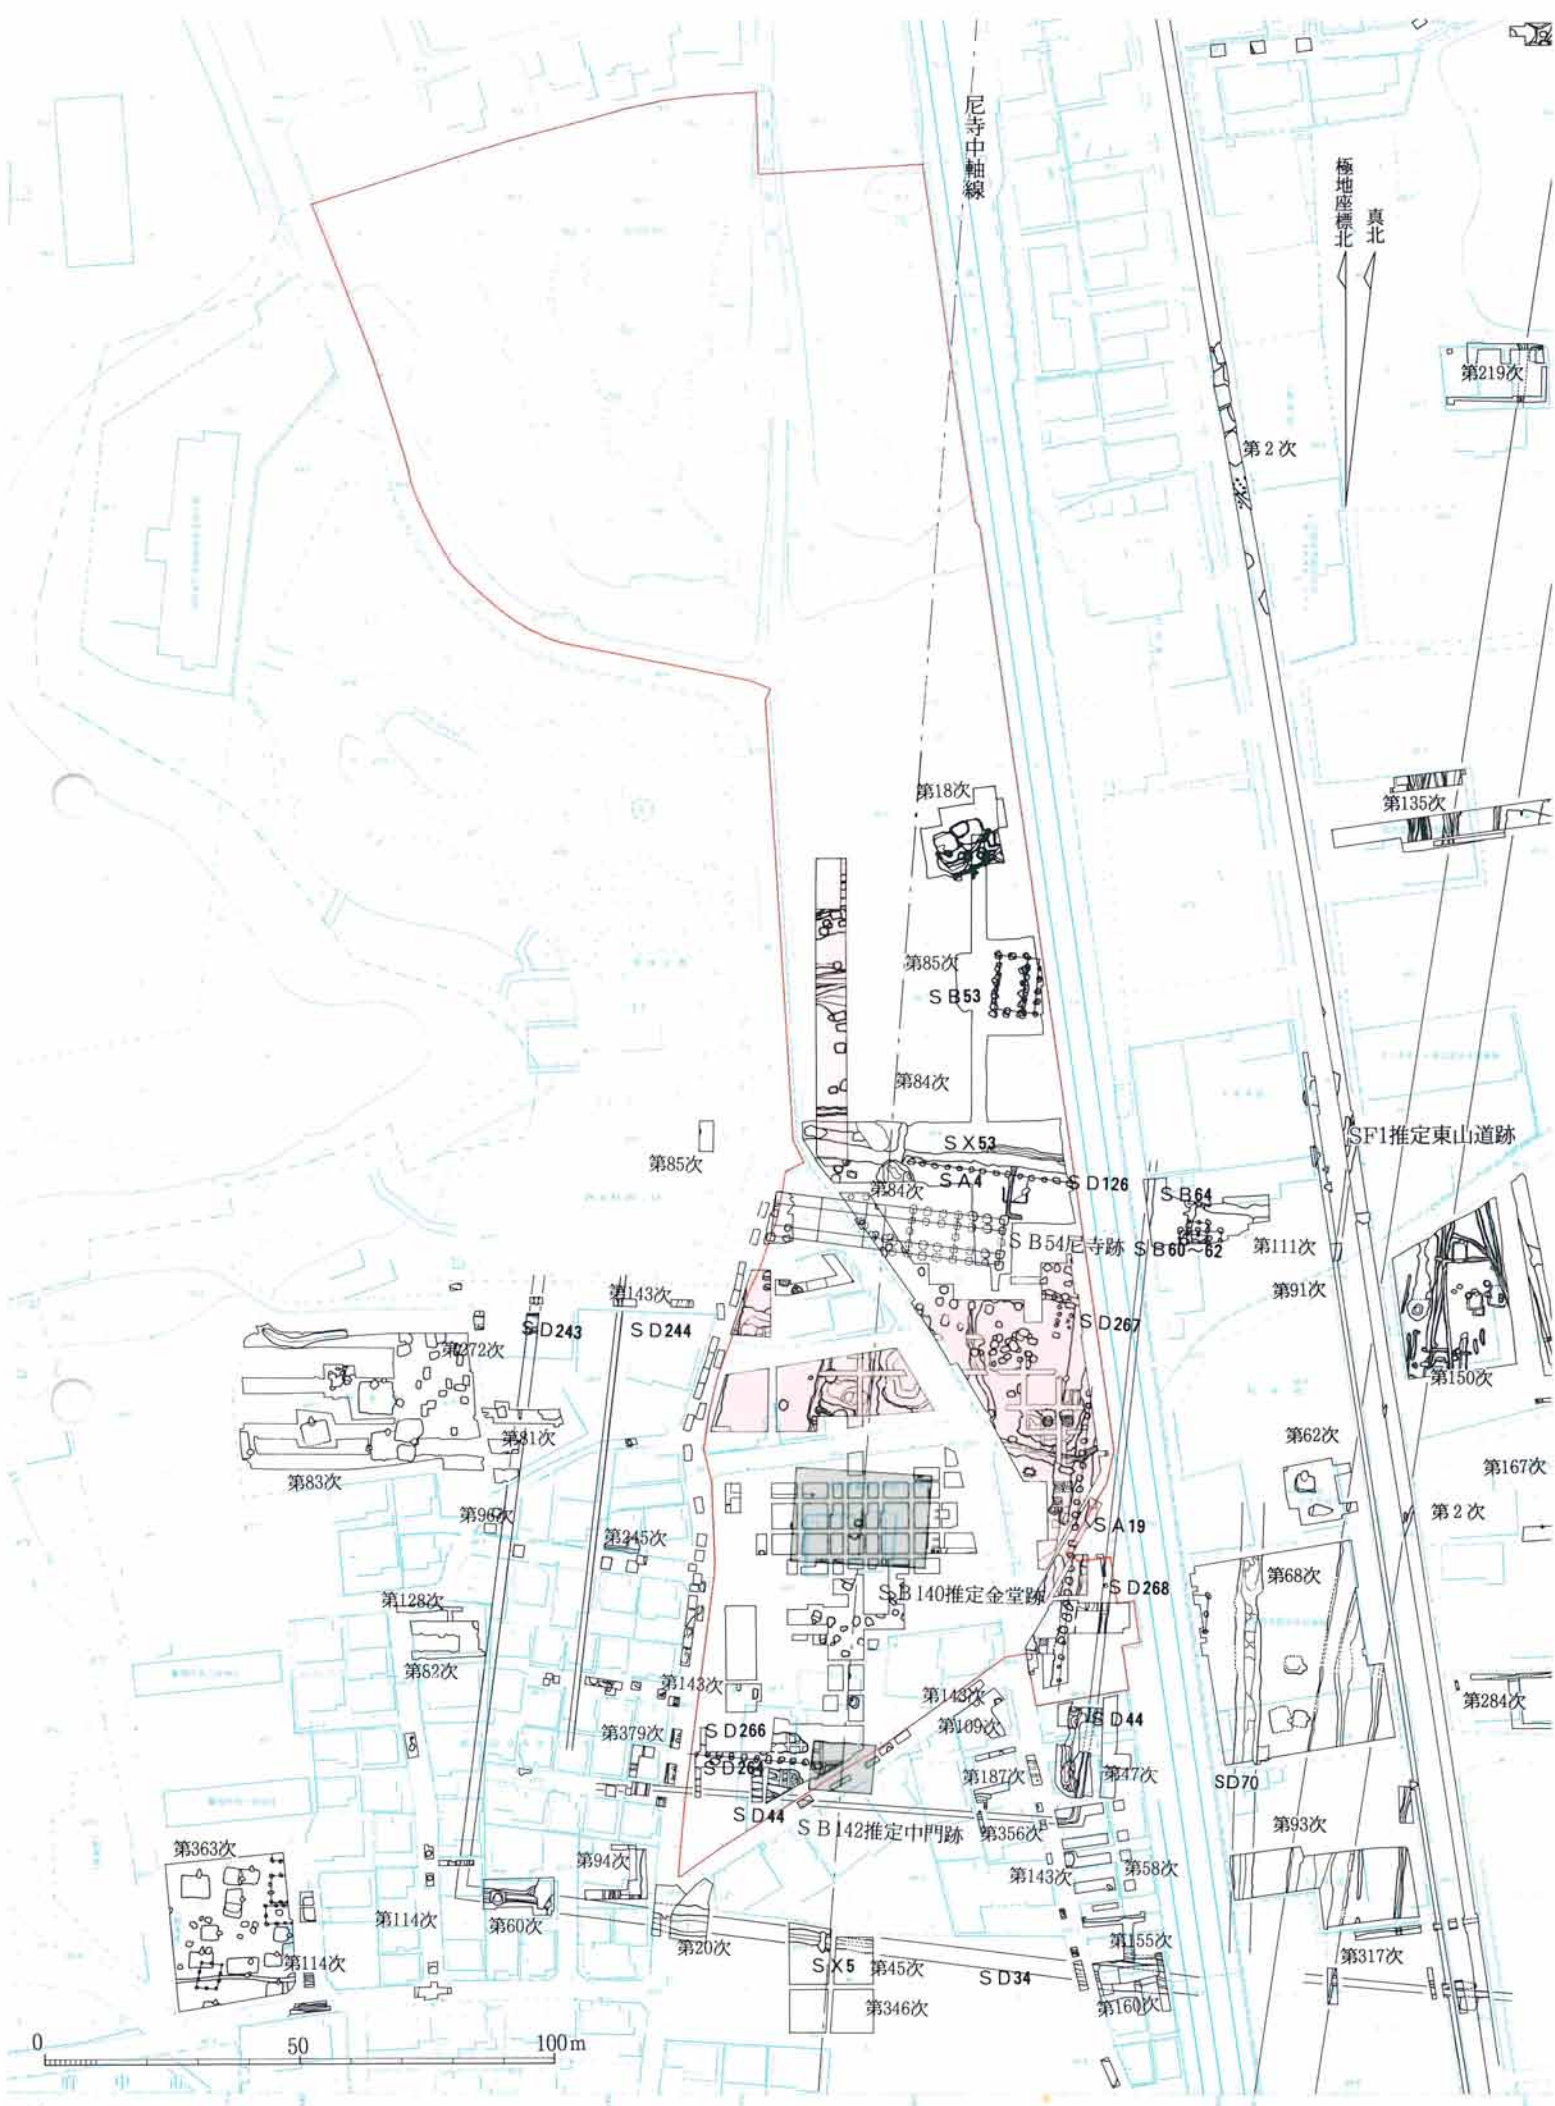 尼寺中軸線
極地座標北
真北
第219次
第2次
第18次
第135次
第85次
SB53
第84次
SF1推定東山道跡
SX53
第85次
第84次
SA4
SD126
SB64
SB54尼寺跡
SB60～62
第111次
第91次
第143次
SD243
SD244
SD267
第272次
第150次
第81次
第62次
第83次
第167次
第96次
第2次
SA19
第245次
第68次
SB140推定金堂跡
SD268
第128次
第82次
第143次
第143次
第284次
第109次
SD44
第379次
SD266
SD264
第187次
第47次
SD70
SD44
SB142推定中門跡
第356次
第93次
第363次
第94次
第143次
第58次
第114次
第60次
第20次
第155次
第114次
SX5
第45次
SD34
第317次
第346次
第160次
0
50
100m
府中市